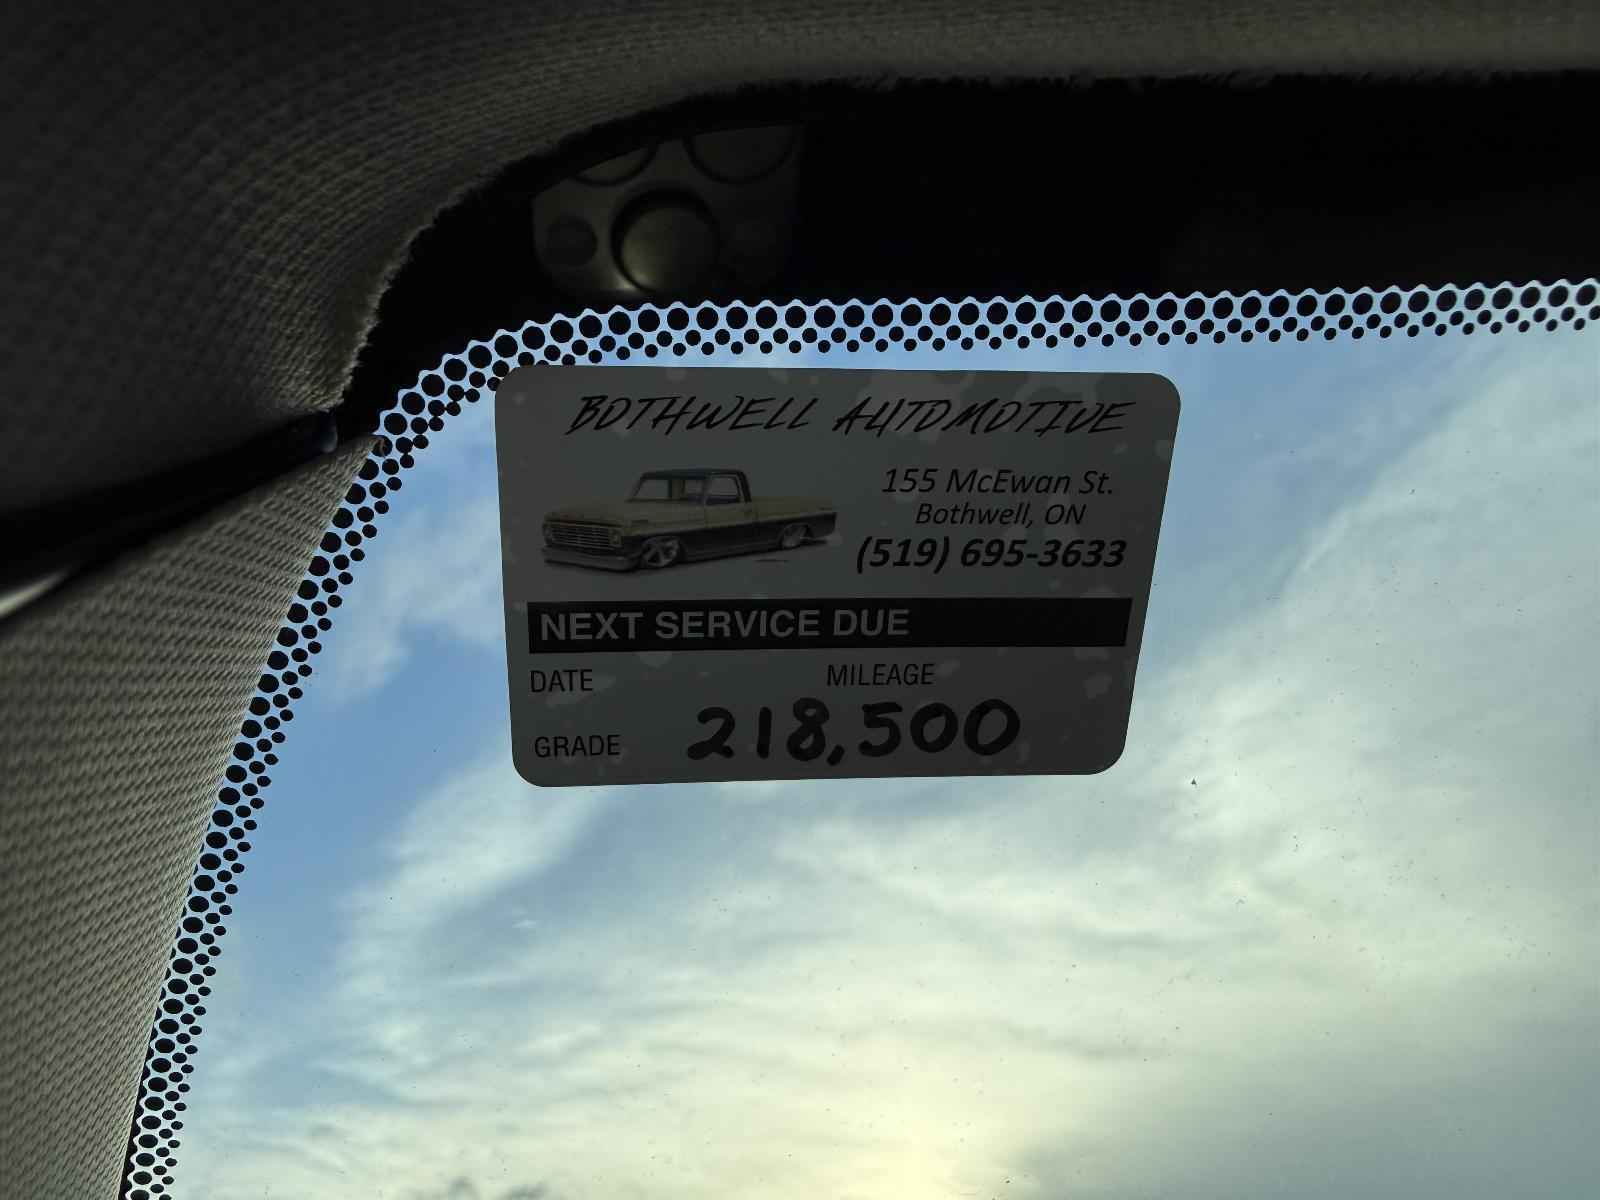 BOTHWELL AUTOMOTIVE
155 McEwan St.
Bothwell, ON
(519) 695-3633
NEXT SERVICE DUE
DATE MILEAGE
GRADE 218,500